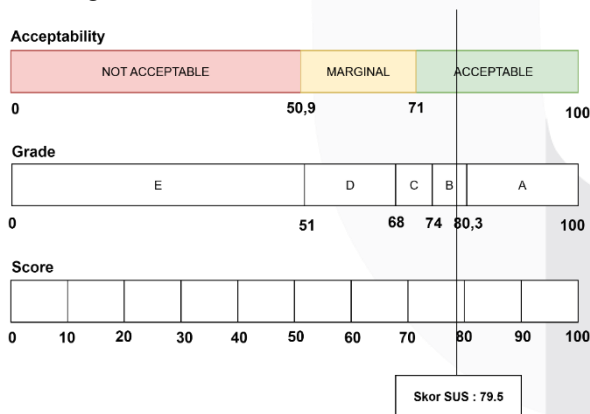 Acceptability
NOT ACCEPTABLE MARGINAL ACCEPTABLE
0 50,9 71 100
Grade
E D C B A
0 51 68 74 80,3 100
Score
0 10 20 30 40 50 60 70 80 90 100
Skor SUS : 79.5